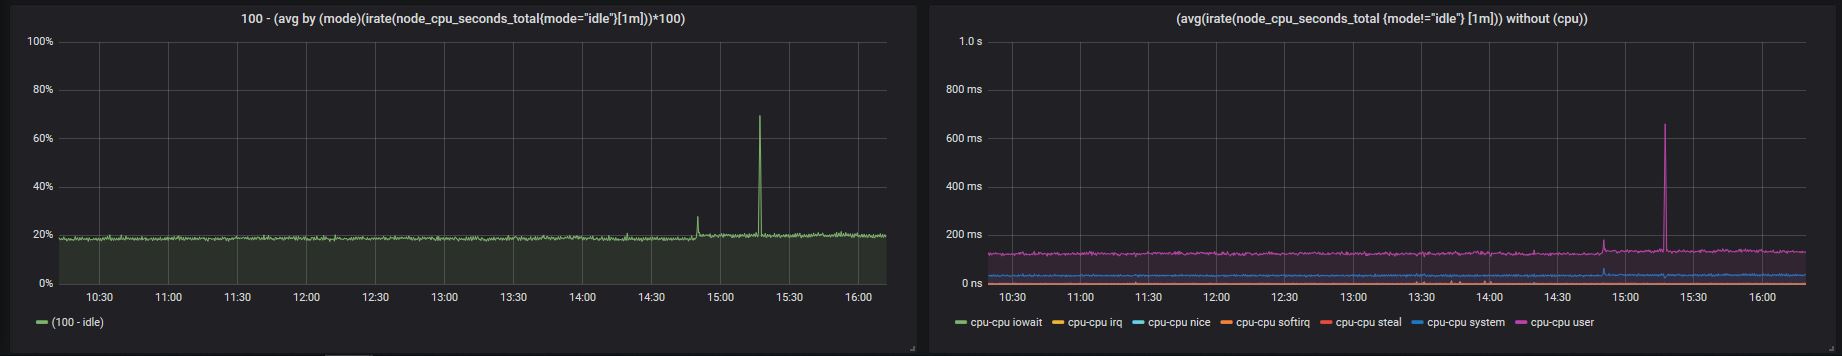 100 - (avg by (mode)(irate(node_cpu_seconds_total{mode="idle"}[1m]))*100)
100%
80%
60%
40%
20%
0%
10:30 11:00 11:30 12:00 12:30 13:00 13:30 14:00 14:30 15:00 15:30 16:00
(100 - idle)
(avg(irate(node_cpu_seconds_total {mode!="idle"} [1m])) without (cpu))
1.0 s
800 ms
600 ms
400 ms
200 ms
0 ns
10:30 11:00 11:30 12:00 12:30 13:00 13:30 14:00 14:30 15:00 15:30 16:00
cpu-cpu iowait cpu-cpu irq cpu-cpu nice cpu-cpu softirq cpu-cpu steal cpu-cpu system cpu-cpu user